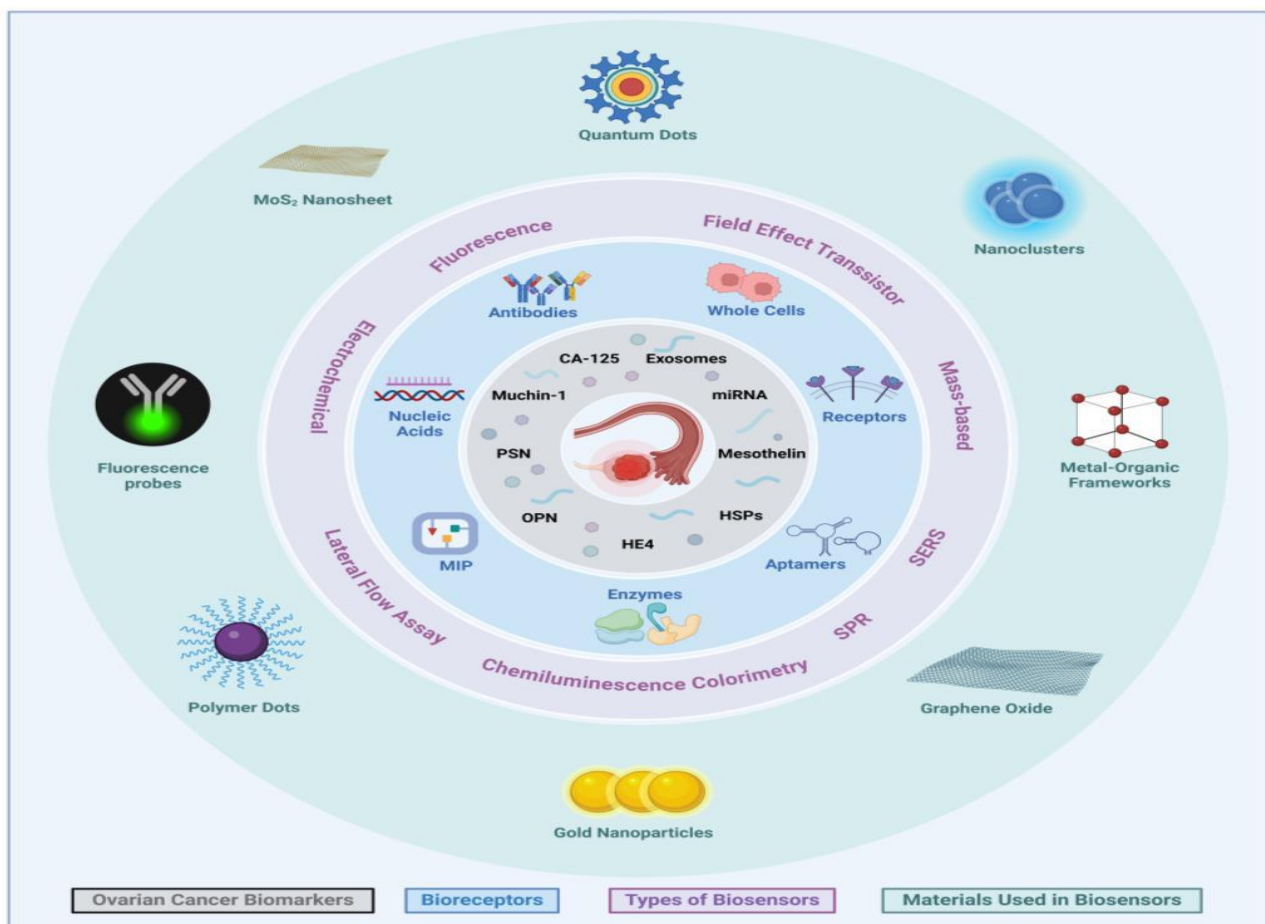 Quantum Dots
MoS₂ Nanosheet
Nanoclusters
Fluorescence
probes
Metal-Organic
Frameworks
Polymer Dots
Graphene Oxide
Gold Nanoparticles
Fluorescence
Field Effect Transsistor
Electrochemical
Mass-based
Lateral Flow Assay
SERS
SPR
Chemiluminescence Colorimetry
Antibodies
Whole Cells
Nucleic
Acids
Receptors
MIP
Aptamers
Enzymes
CA-125
Exosomes
Muchin-1
miRNA
PSN
Mesothelin
OPN
HSPs
HE4
Ovarian Cancer Biomarkers
Bioreceptors
Types of Biosensors
Materials Used in Biosensors